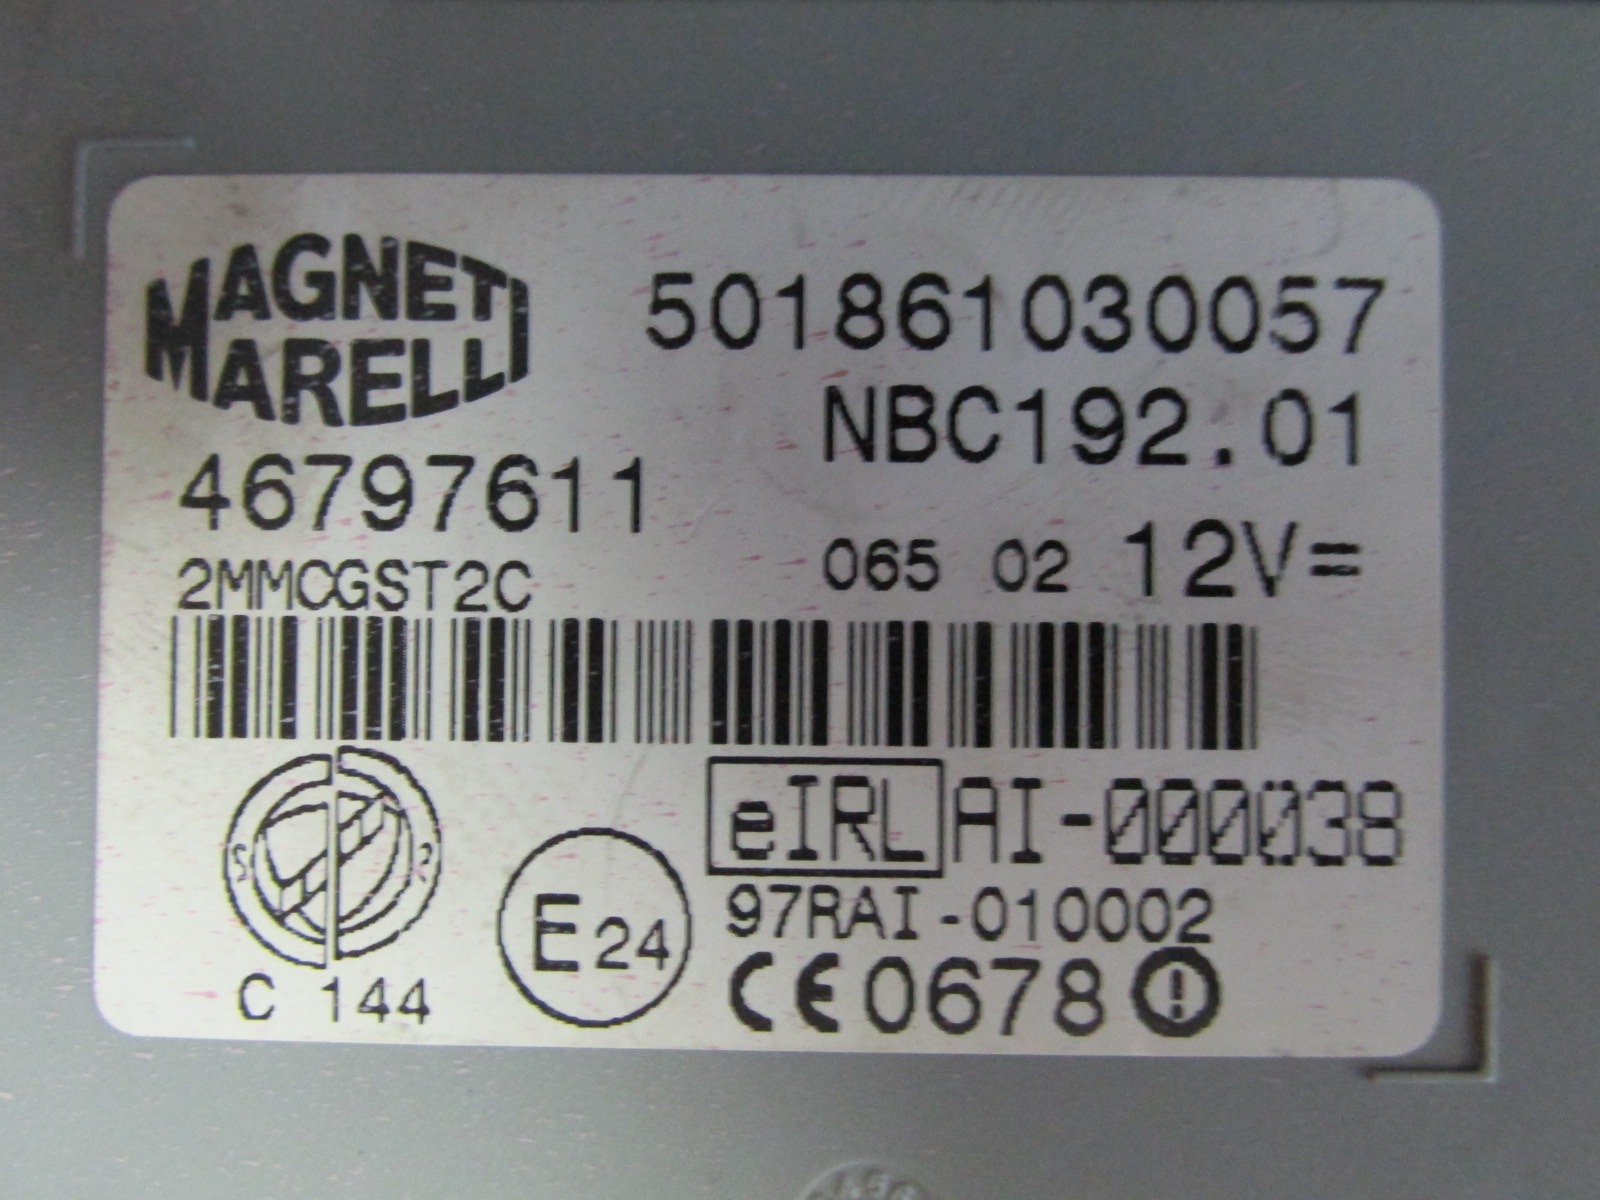 MAGNETI
MARELLI
501861030057
NBC192.01
46797611
2MMCGST2C
065 02 12V=
eIRL AI-000038
97RAI-010002
C 144
E24
CE0678